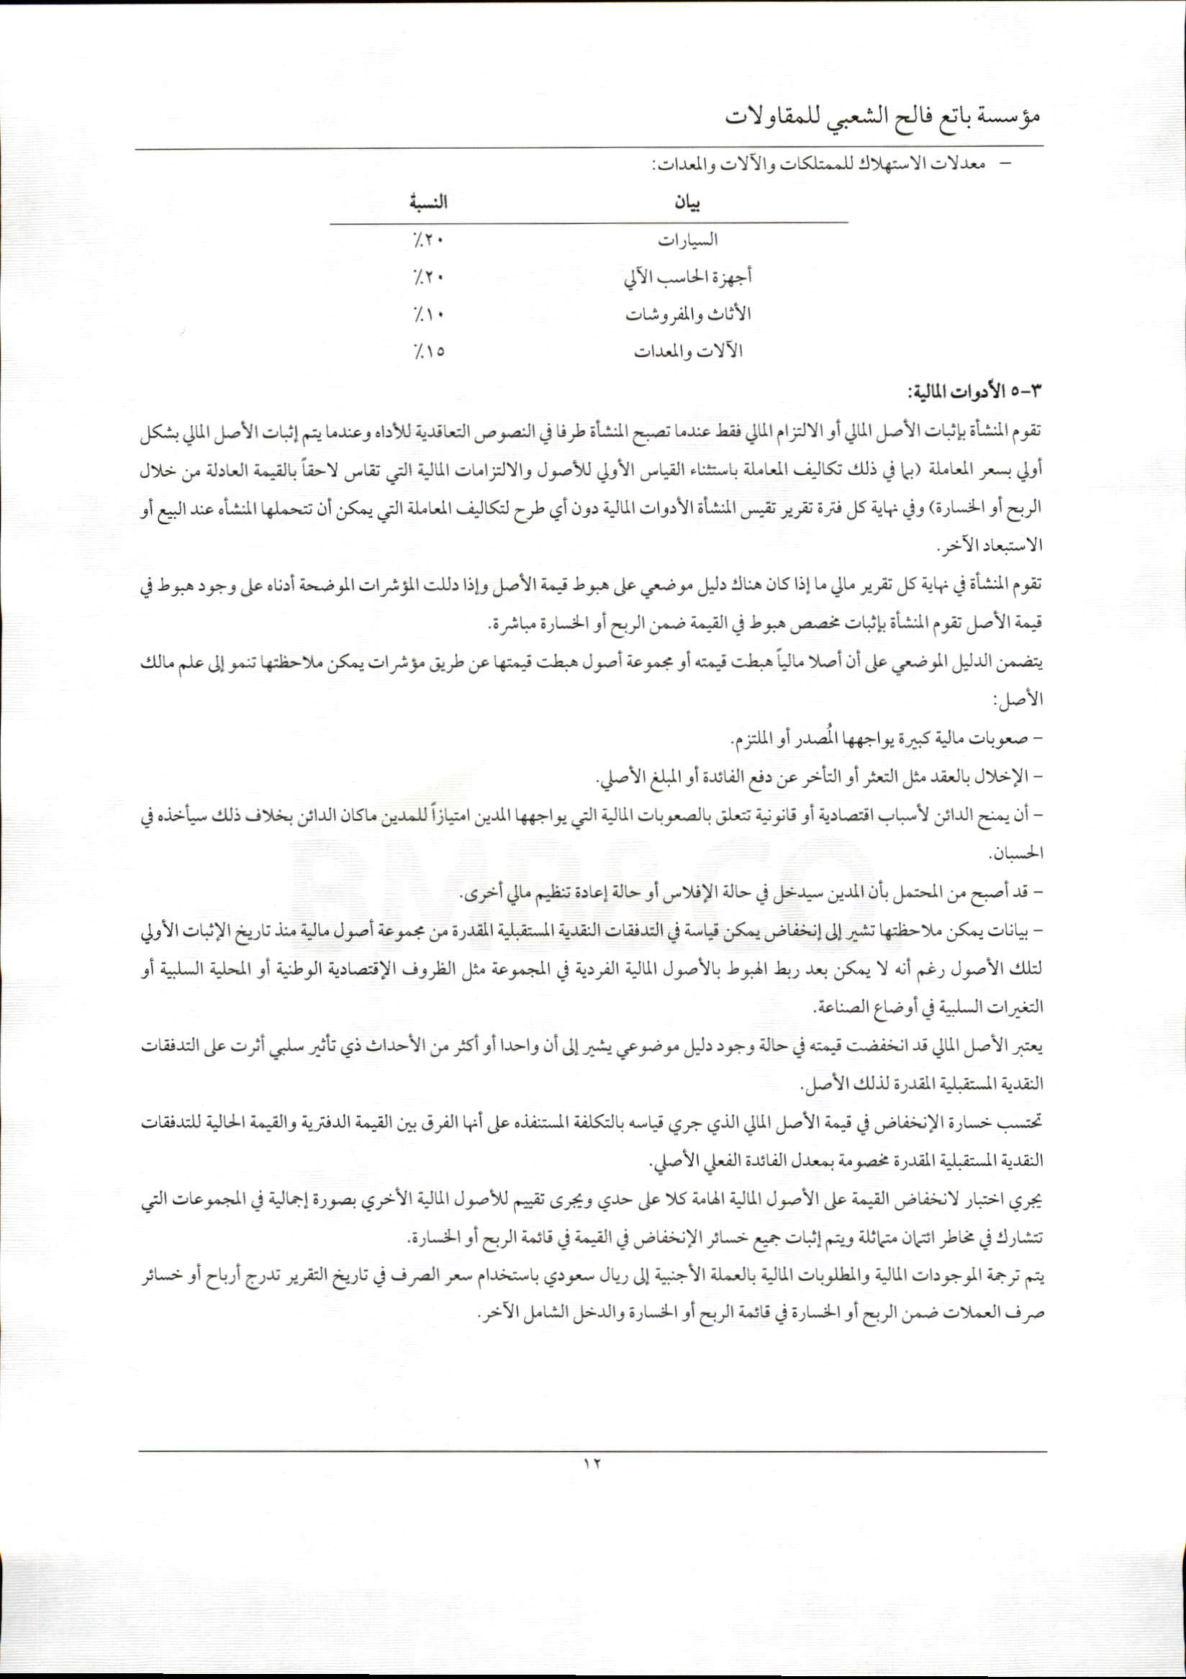 مؤسسة باتع فالح الشعبي للمقاولات
– معدلات الاستهلاك للممتلكات والآلات والمعدات:
بيان النسبة
السيارات ٢٠٪
أجهزة الحاسب الآلي ٢٠٪
الأثاث والمفروشات ١٠٪
الآلات والمعدات ١٥٪
٣-٥ الأدوات المالية:
تقوم المنشأة بإثبات الأصل المالي أو الالتزام المالي فقط عندما تصبح المنشأة طرفا في النصوص التعاقدية للأداه وعندما يتم إثبات الأصل المالي بشكل
أولي بسعر المعاملة (بما في ذلك تكاليف المعاملة باستثناء القياس الأولي للأصول والالتزامات المالية التي تقاس لاحقاً بالقيمة العادلة من خلال
الربح أو الخسارة) وفي نهاية كل فترة تقرير تقيس المنشأة الأدوات المالية دون أي طرح لتكاليف المعاملة التي يمكن أن تتحملها المنشأه عند البيع أو
الاستبعاد الآخر.
تقوم المنشأة في نهاية كل تقرير مالي ما إذا كان هناك دليل موضعي على هبوط قيمة الأصل وإذا دللت المؤشرات الموضحة أدناه على وجود هبوط في
قيمة الأصل تقوم المنشأة بإثبات مخصص هبوط في القيمة ضمن الربح أو الخسارة مباشرة.
يتضمن الدليل الموضعي على أن أصلا مالياً هبطت قيمته أو مجموعة أصول هبطت قيمتها عن طريق مؤشرات يمكن ملاحظتها تنمو إلى علم مالك
الأصل:
– صعوبات مالية كبيرة يواجهها المُصدر أو الملتزم.
– الإخلال بالعقد مثل التعثر أو التأخر عن دفع الفائدة أو المبلغ الأصلي.
– أن يمنح الدائن لأسباب اقتصادية أو قانونية تتعلق بالصعوبات المالية التي يواجهها المدين امتيازاً للمدين ماكان الدائن بخلاف ذلك سيأخذه في
الحسبان.
– قد أصبح من المحتمل بأن المدين سيدخل في حالة الإفلاس أو حالة إعادة تنظيم مالي أخرى.
– بيانات يمكن ملاحظتها تشير إلى إنخفاض يمكن قياسة في التدفقات النقدية المستقبلية المقدرة من مجموعة أصول مالية منذ تاريخ الإثبات الأولي
لتلك الأصول رغم أنه لا يمكن بعد ربط الهبوط بالأصول المالية الفردية في المجموعة مثل الظروف الإقتصادية الوطنية أو المحلية السلبية أو
التغيرات السلبية في أوضاع الصناعة.
يعتبر الأصل المالي قد انخفضت قيمته في حالة وجود دليل موضوعي يشير إلى أن واحدا أو أكثر من الأحداث ذي تأثير سلبي أثرت على التدفقات
النقدية المستقبلية المقدرة لذلك الأصل.
تحتسب خسارة الإنخفاض في قيمة الأصل المالي الذي جري قياسه بالتكلفة المستنفذه على أنها الفرق بين القيمة الدفترية والقيمة الحالية للتدفقات
النقدية المستقبلية المقدرة مخصومة بمعدل الفائدة الفعلي الأصلي.
يجري اختبار لانخفاض القيمة على الأصول المالية الهامة كلا على حدي ويجرى تقييم للأصول المالية الأخري بصورة إجمالية في المجموعات التي
تتشارك في مخاطر ائتمان متماثلة ويتم إثبات جميع خسائر الإنخفاض في القيمة في قائمة الربح أو الخسارة.
يتم ترجمة الموجودات المالية والمطلوبات المالية بالعملة الأجنبية إلى ريال سعودي باستخدام سعر الصرف في تاريخ التقرير تدرج أرباح أو خسائر
صرف العملات ضمن الربح أو الخسارة في قائمة الربح أو الخسارة والدخل الشامل الآخر.
١٢